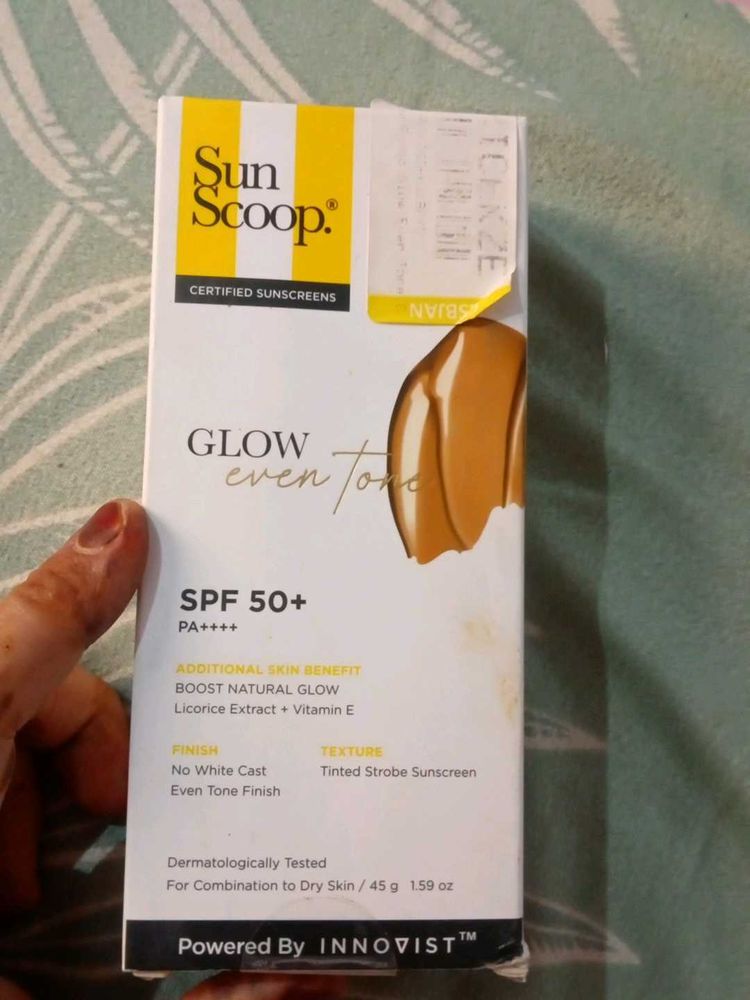 Sun
Scoop.®
CERTIFIED SUNSCREENS
GLOW
even tone
SPF 50+
PA++++
ADDITIONAL SKIN BENEFIT
BOOST NATURAL GLOW
Licorice Extract + Vitamin E
FINISH
No White Cast
Even Tone Finish
TEXTURE
Tinted Strobe Sunscreen
Dermatologically Tested
For Combination to Dry Skin / 45 g 1.59 oz
Powered By INNOVIST™